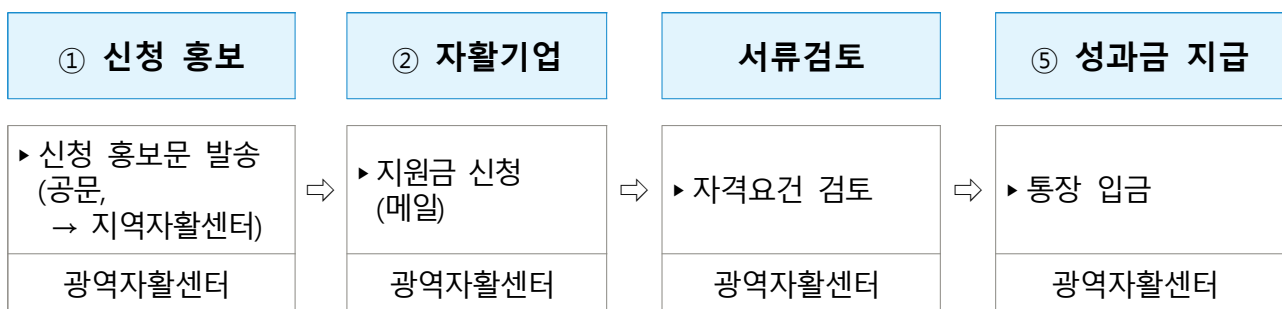 ① 신청 홍보
② 자활기업
서류검토
⑤ 성과금 지급
▸신청 홍보문 발송
(공문,
→ 지역자활센터)
⇨
▸지원금 신청
(메일)
⇨
▸자격요건 검토
⇨
▸통장 입금
광역자활센터
광역자활센터
광역자활센터
광역자활센터